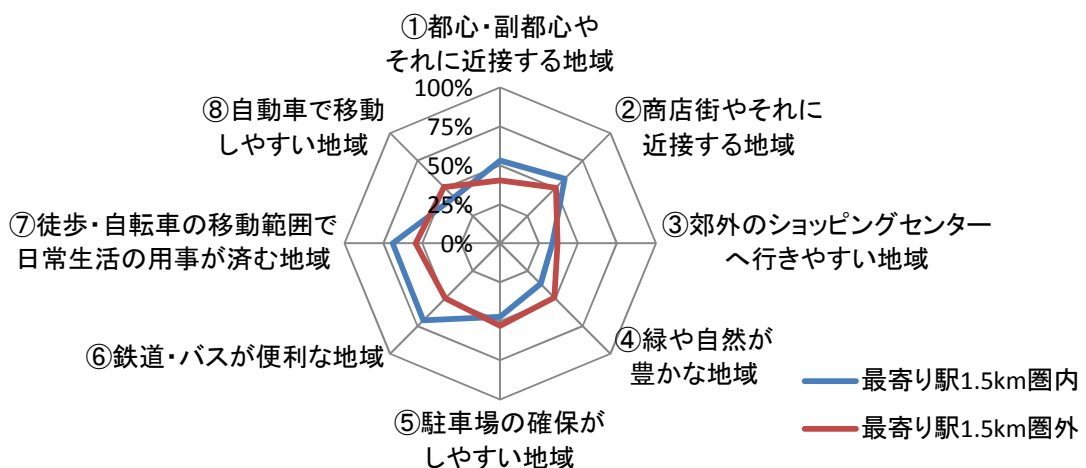 ①都心・副都心や
それに近接する地域
②商店街やそれに
近接する地域
③郊外のショッピングセンター
へ行きやすい地域
④緑や自然が
豊かな地域
⑤駐車場の確保が
しやすい地域
⑥鉄道・バスが便利な地域
⑦徒歩・自転車の移動範囲で
日常生活の用事が済む地域
⑧自動車で移動
しやすい地域
100%
75%
50%
25%
0%
最寄り駅1.5km圏内
最寄り駅1.5km圏外